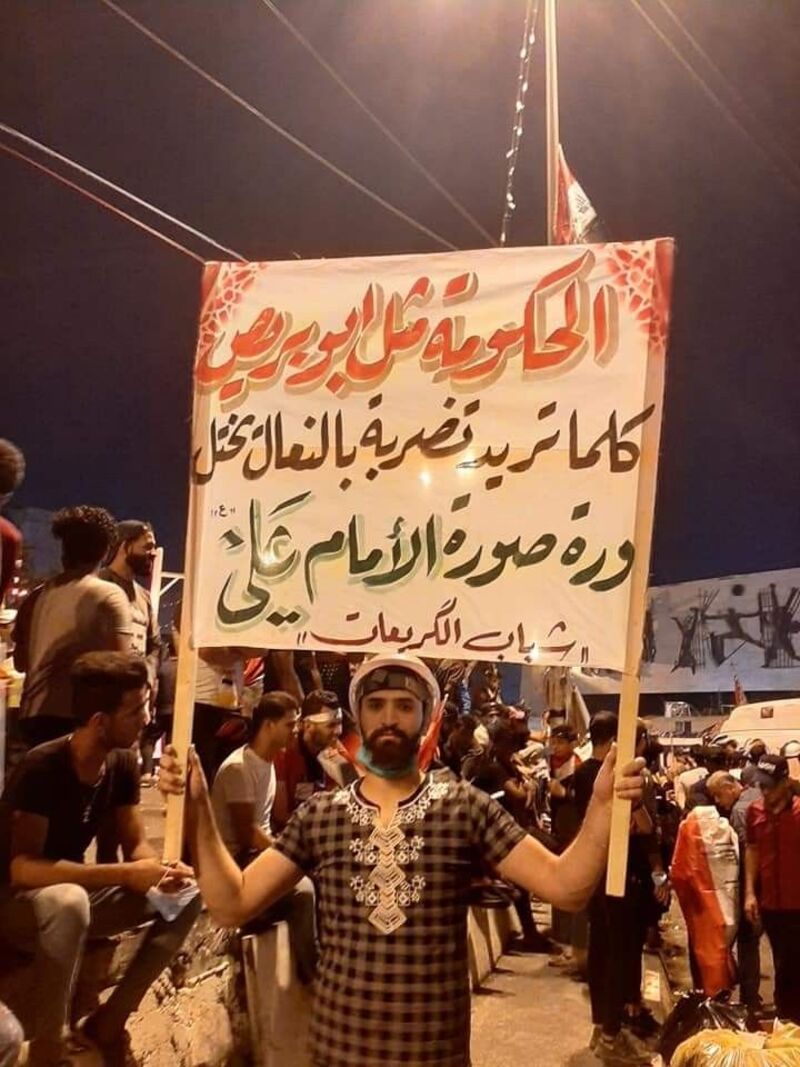 الحكومة مثل ابو بريص
كلما تريد تضربة بالنعال يختل
ورة صورة الأمام علي "ع"
"شباب الكريعات"